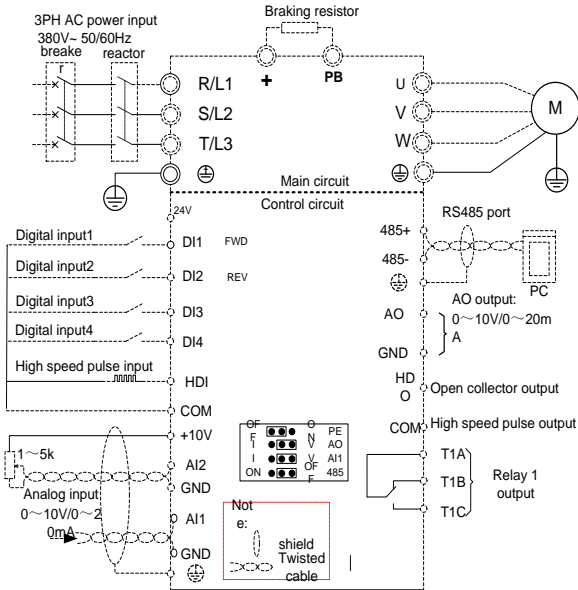 3PH AC power input
380V~ 50/60Hz
breake
r
reactor
Braking resistor
+
PB
R/L1
S/L2
T/L3
U
V
W
M
Main circuit
Control circuit
24V
Digital input1
DI1
FWD
Digital input2
DI2
REV
Digital input3
DI3
Digital input4
DI4
High speed pulse input
HDI
COM
+10V
1～5k
AI2
GND
Analog input
0～10V/0～2
0mA
AI1
GND
485+
485-
RS485 port
PC
AO
AO output:
0～10V/0～20m
A
GND
HD
O
Open collector output
COM
High speed pulse output
T1A
T1B
T1C
Relay 1
output
OF
F
O
N
PE
I
V
AO
I
V
AI1
ON
OF
F
485
Not
e:
shield
Twisted
cable